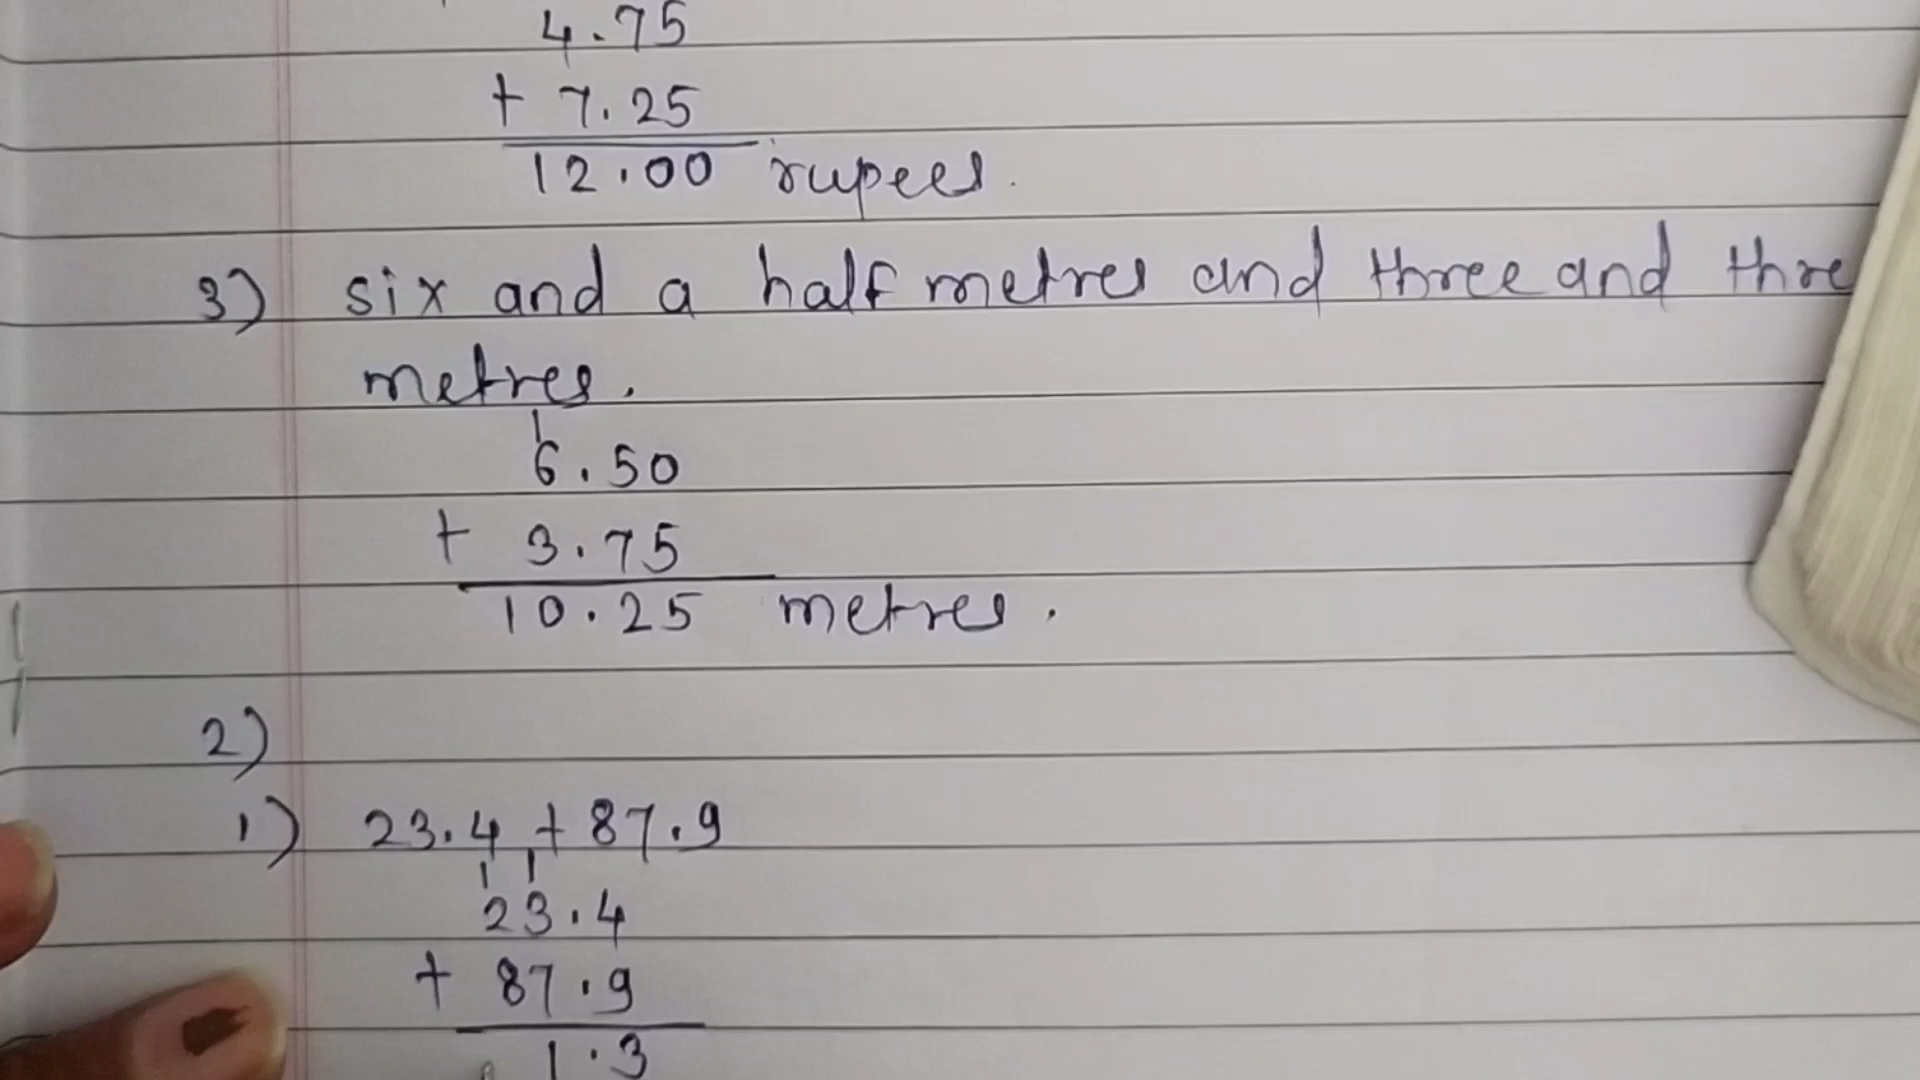 4.75
+ 7.25
12.00 rupees.
3) six and a half metres and three and thre
metres.
1
6.50
+ 3.75
10.25 metres.
2)
1) 23.4 + 87.9
1 1
23.4
+ 87.9
1.3